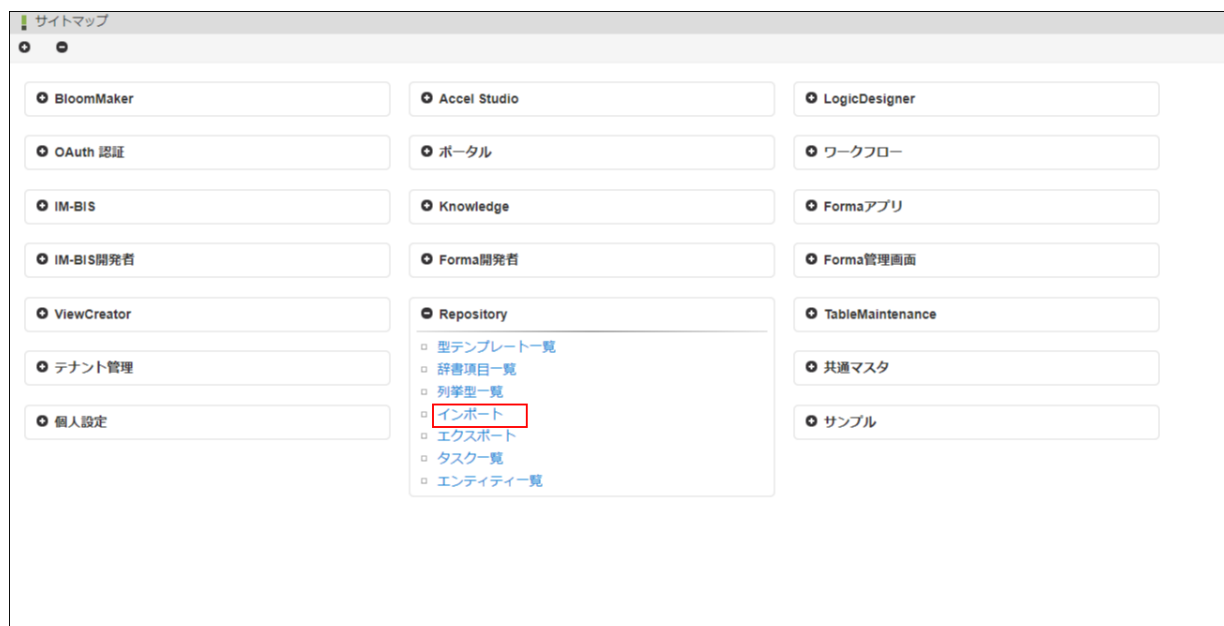 サイトマップ
BloomMaker
Accel Studio
LogicDesigner
OAuth 認証
ポータル
ワークフロー
IM-BIS
Knowledge
Formaアプリ
IM-BIS開発者
Forma開発者
Forma管理画面
ViewCreator
Repository
TableMaintenance
型テンプレート一覧
辞書項目一覧
列挙型一覧
インポート
エクスポート
タスク一覧
エンティティ一覧
テナント管理
共通マスタ
個人設定
サンプル